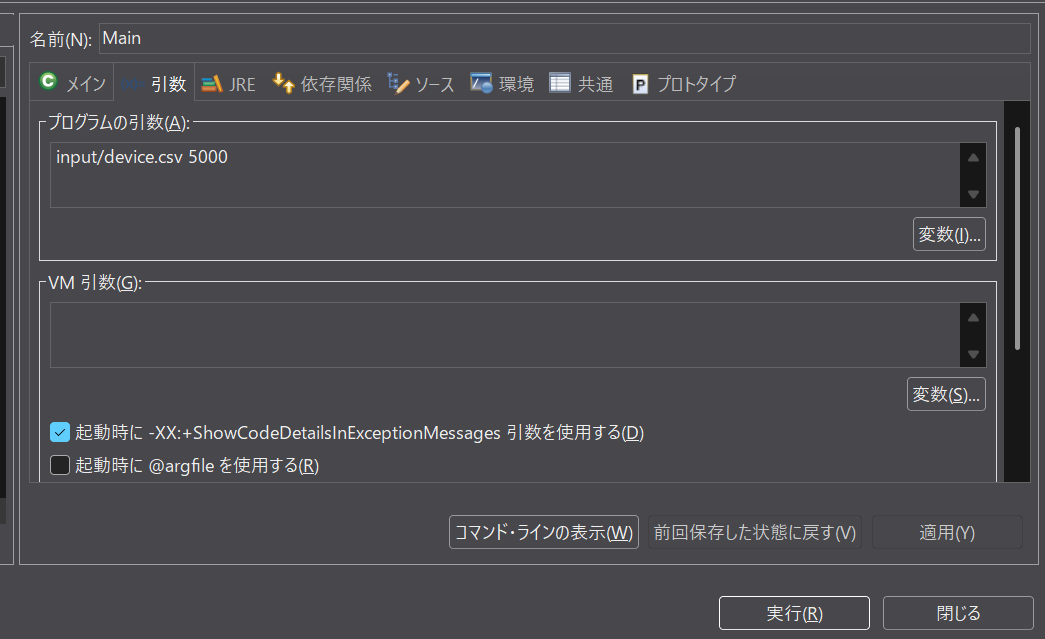 名前(N): Main
メイン 引数 JRE 依存関係 ソース 環境 共通 P プロトタイプ
プログラムの引数(A):
input/device.csv 5000
変数(I)...
VM 引数(G):
変数(S)...
起動時に -XX:+ShowCodeDetailsInExceptionMessages 引数を使用する(D)
起動時に @argfile を使用する(R)
コマンド・ラインの表示(W) 前回保存した状態に戻す(V) 適用(Y)
実行(R) 閉じる